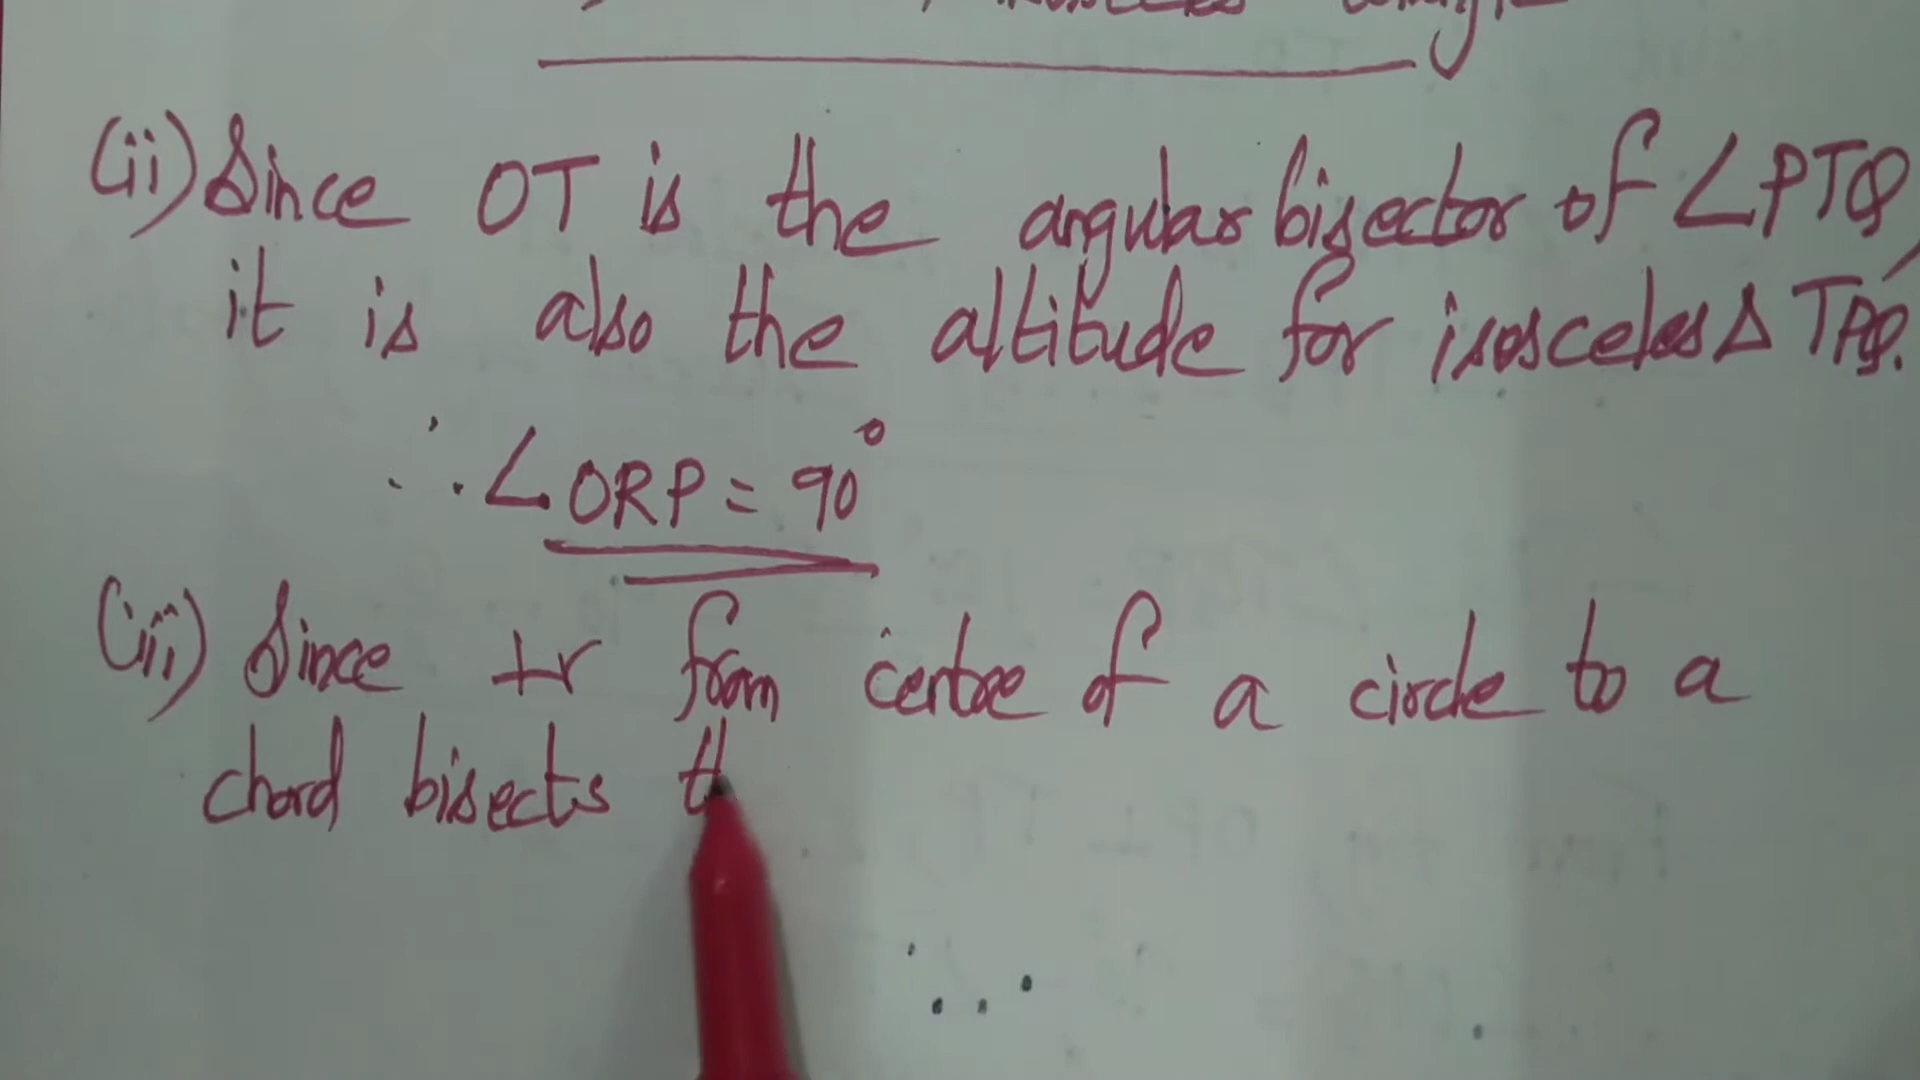 (ii) Since OT is the angular bisector of ∠PTQ,
it is also the altitude for isosceles Δ TPQ.
∴ ∠ORP = 90°
(iii) Since ⊥r from centre of a circle to a
chord bisects th